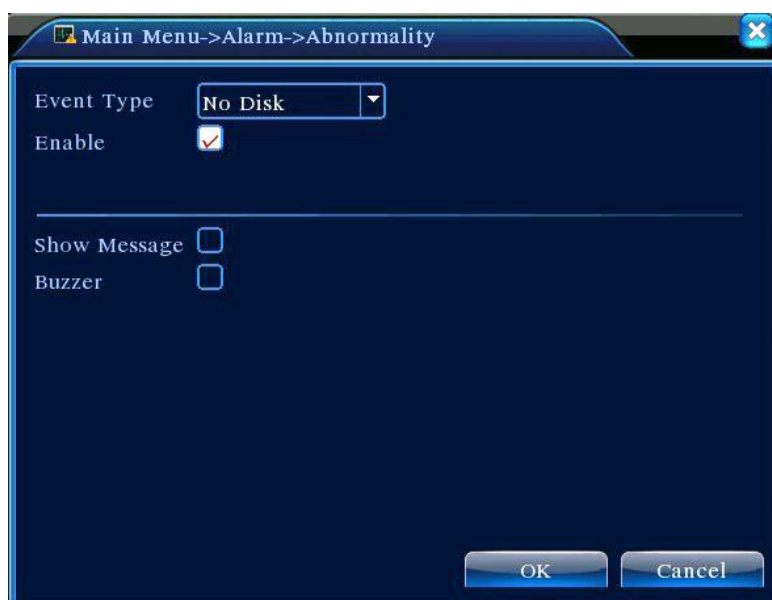 Main Menu->Alarm->Abnormality
Event Type No Disk
Enable
Show Message
Buzzer
OK Cancel